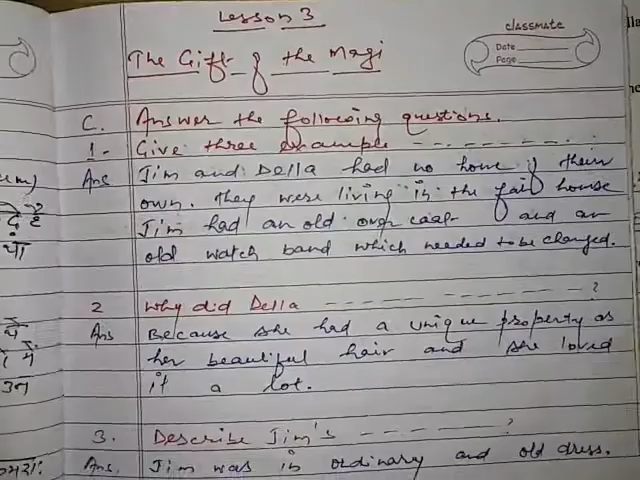 Lesson 3
classmate
Date
Page
The Gift of the Magi
C. Answer the following questions.
1. Give three example
Ans Jim and Della had no home of their
own. They were living in the house
Jim had an old over and an
old watch band which needed to be changed.
2 Why did Della ?
Ans Because she had a unique property as
her beautiful hair and she loved
it a lot.
3. Describe Jim's ?
Ans. Jim was in ordinary and old dress.